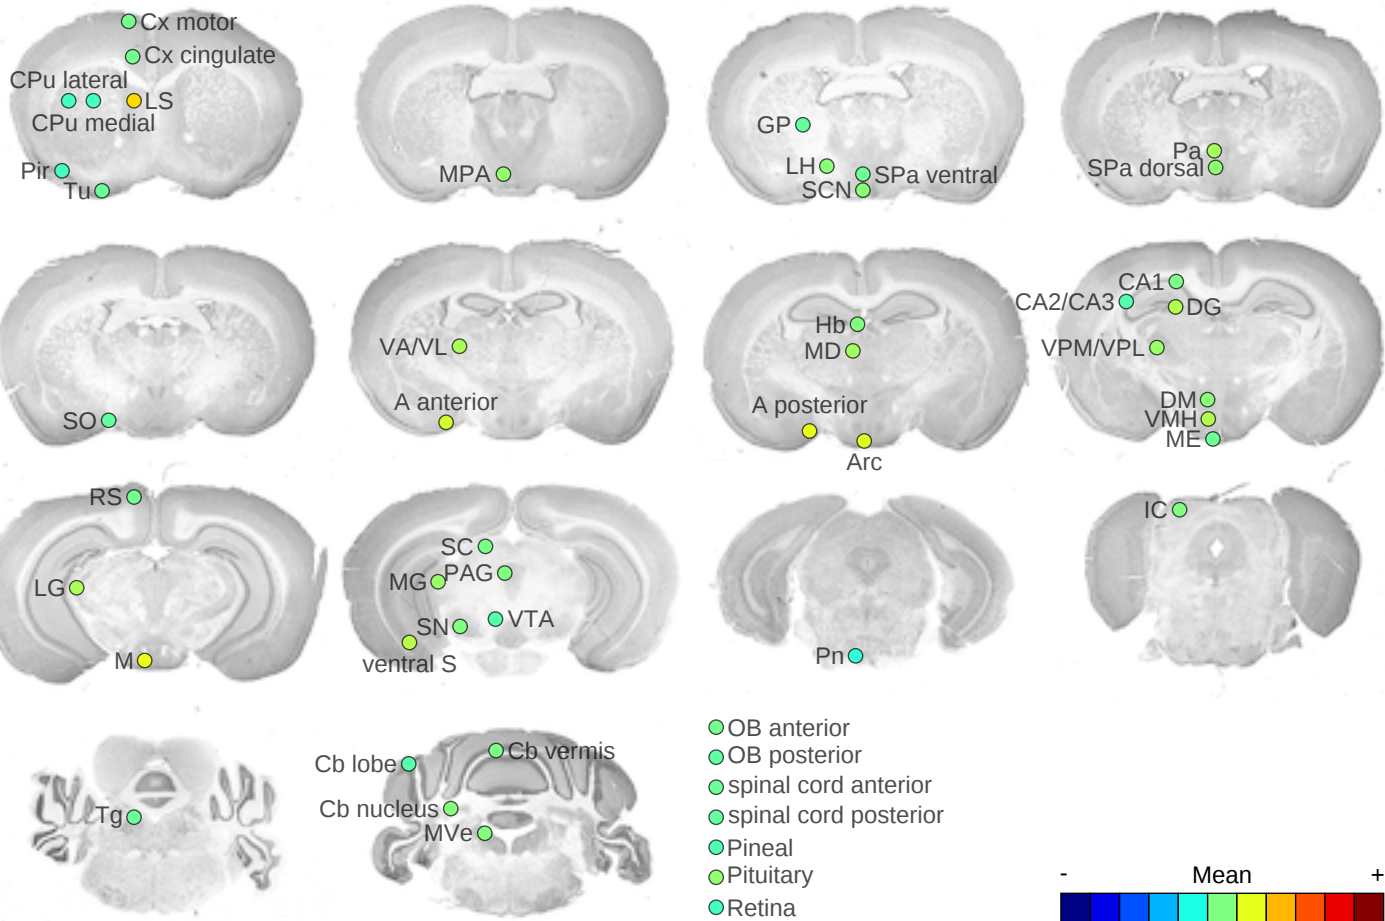 Cx motor
Cx cingulate
CPu lateral
LS
CPu medial
Pir
Tu
MPA
GP
LH
SPa ventral
SCN
Pa
SPa dorsal
SO
VA/VL
A anterior
Hb
MD
A posterior
Arc
CA1
CA2/CA3
DG
VPM/VPL
DM
VMH
ME
RS
LG
M
SC
PAG
MG
VTA
SN
ventral S
Pn
IC
Tg
Cb vermis
Cb lobe
Cb nucleus
MVe
OB anterior
OB posterior
spinal cord anterior
spinal cord posterior
Pineal
Pituitary
Retina
- Mean +